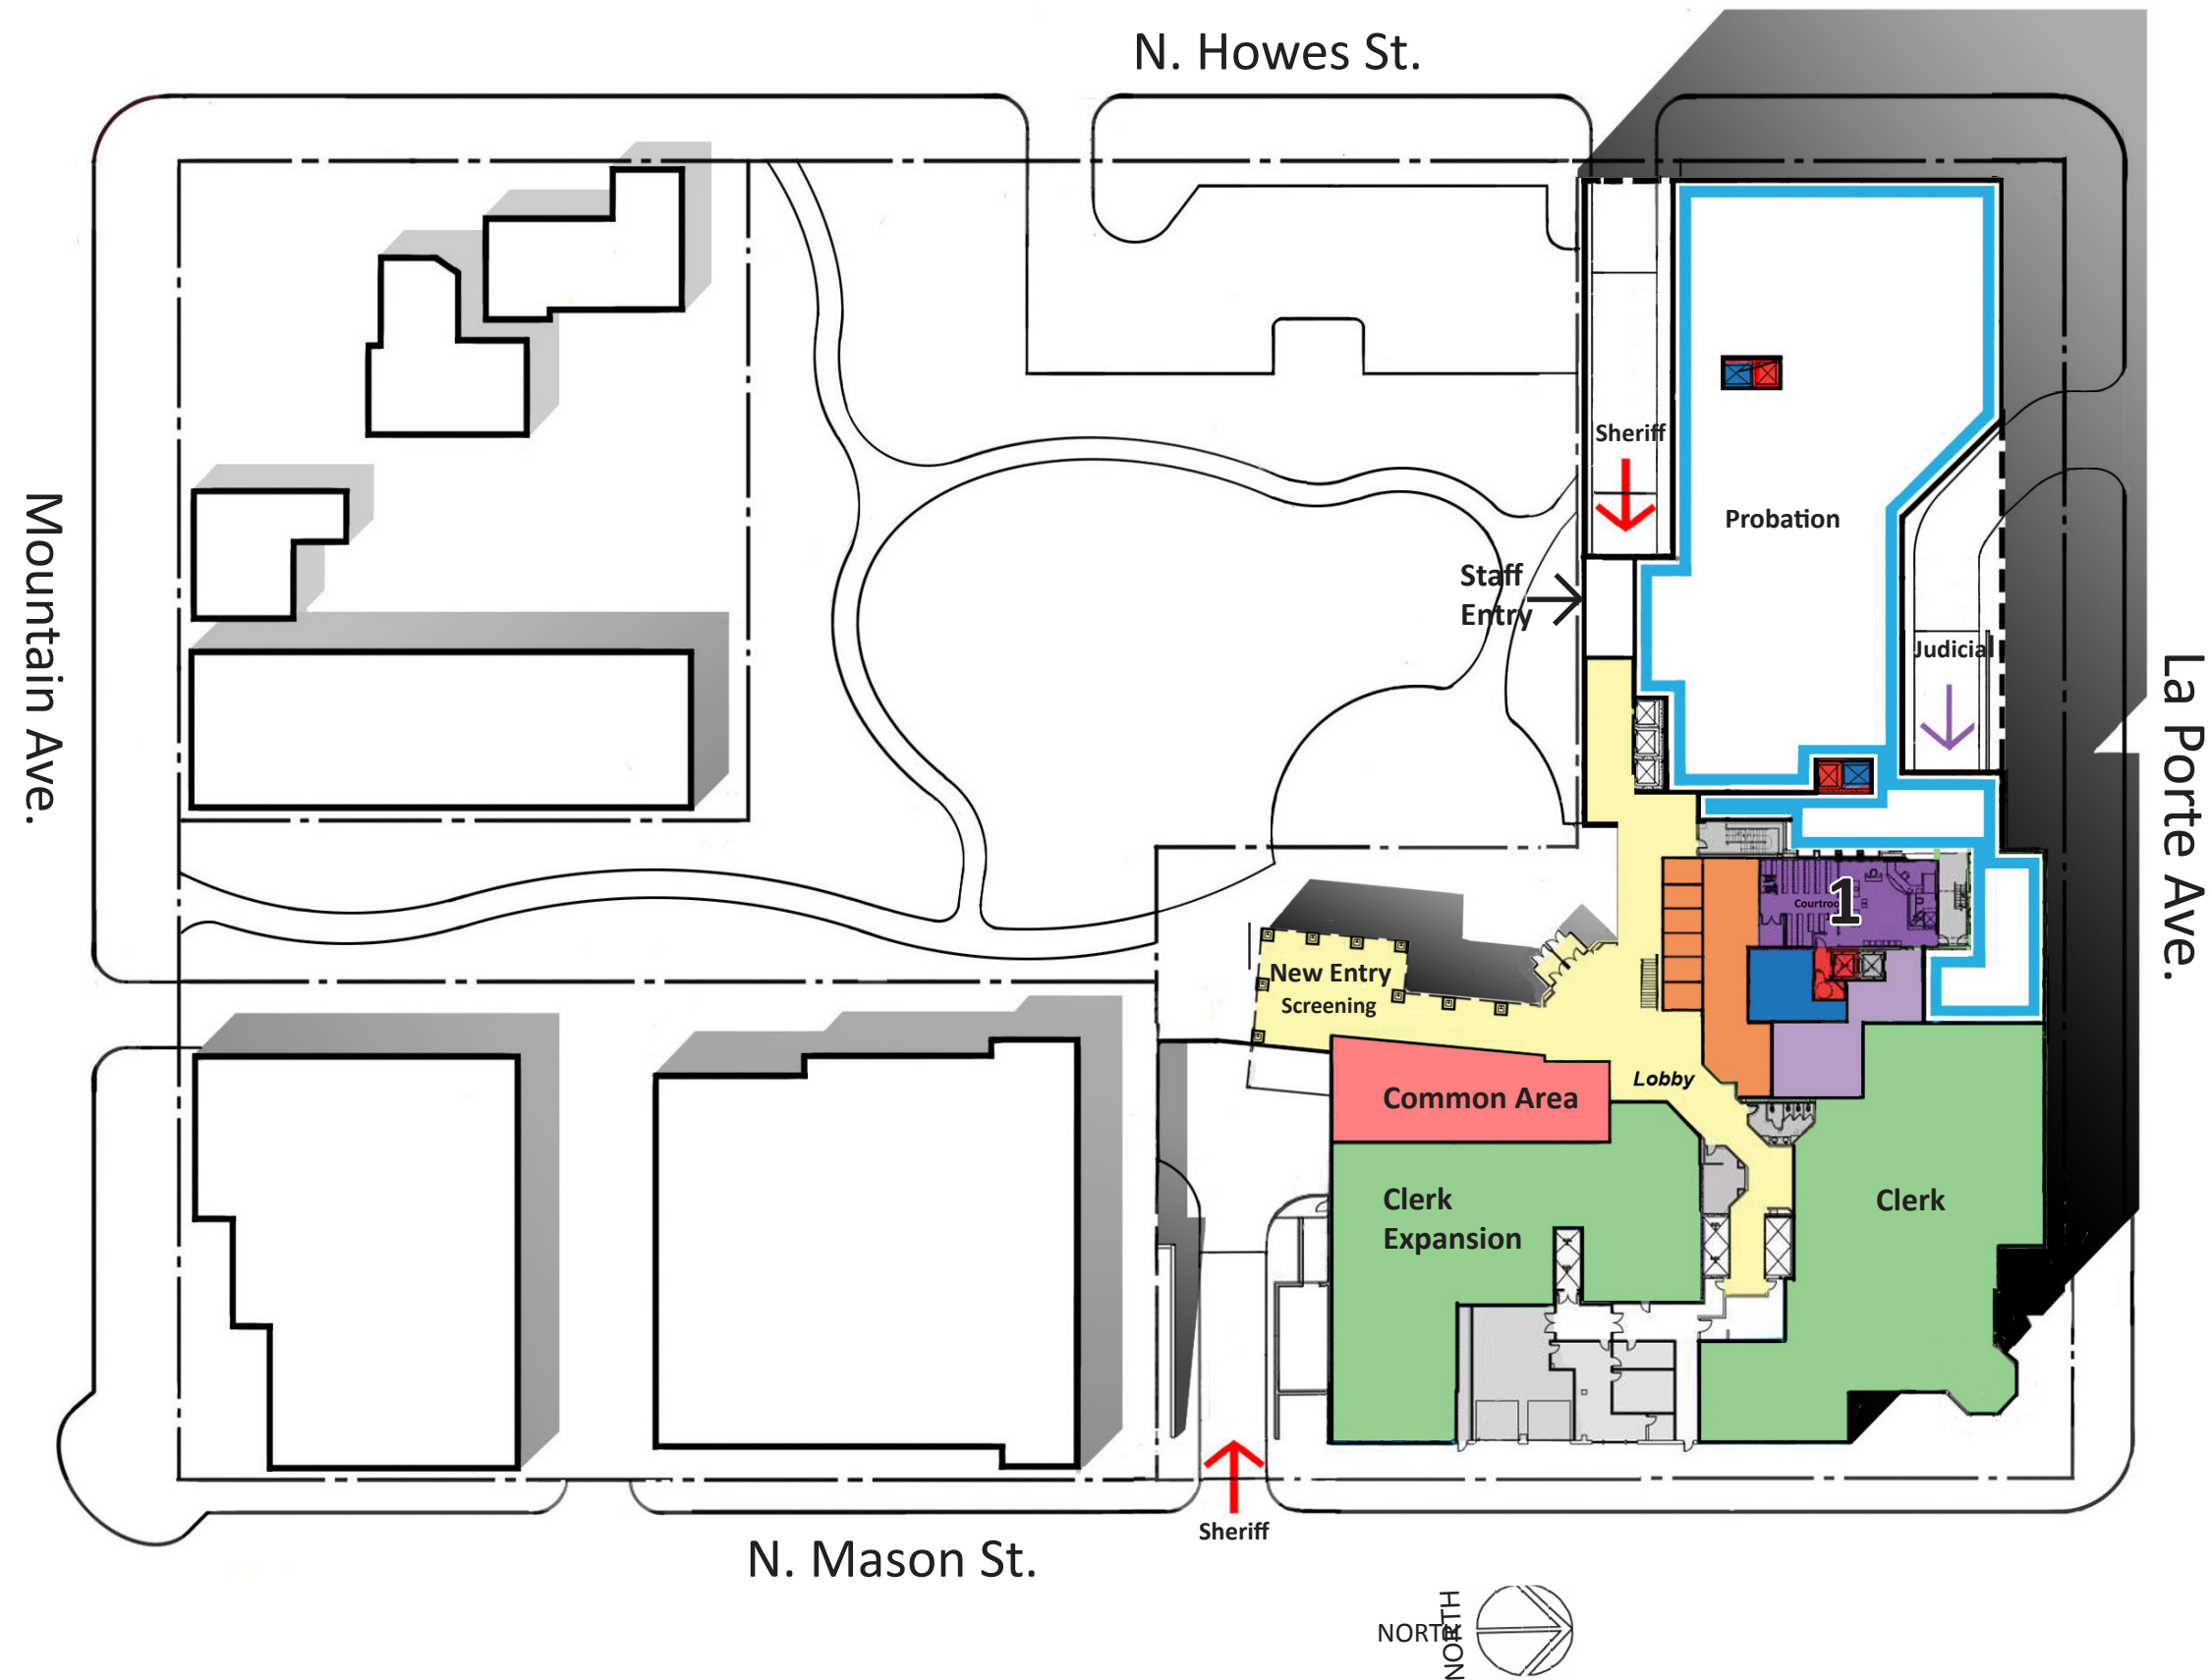 N. Howes St.
Sheriff
Probation
Staff
Entry
Mountain Ave.
Judicial
La Porte Ave.
1
New Entry
Screening
Lobby
Common Area
Clerk
Expansion
Clerk
Sheriff
N. Mason St.
NORTH
NORTH